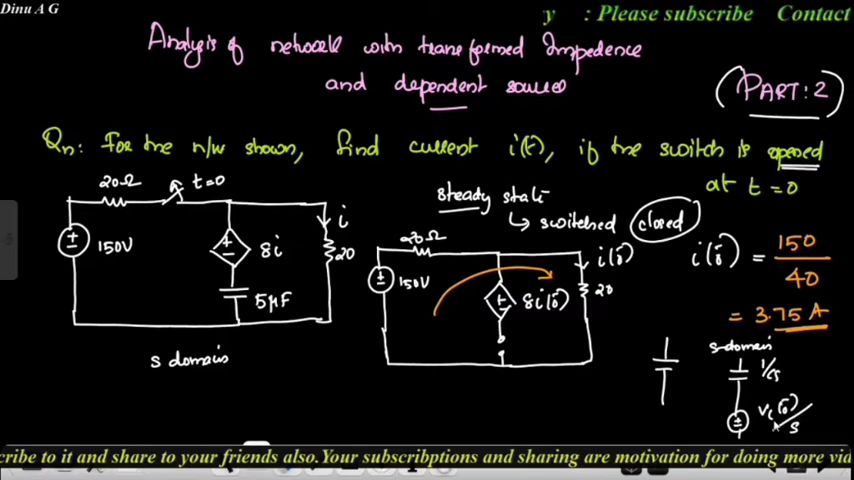 Dinu A G
y : Please subscribe Contact
Analysis of network with transformed Impedence
and dependent source
(PART: 2)
Qn: For the n/w shown, find current i(t), if the switch is opened
at t = 0
20Ω t=0
150V
8i
5μF
i
20
s domain
steady state
↳ switched closed
20Ω
150V
8i(0⁻)
i(0⁻)
20
i(0⁻) = 150/40
= 3.75 A
s-domain
1/Cs
Vc(0⁻)/s
cribe to it and share to your friends also.Your subscribptions and sharing are motivation for doing more vid